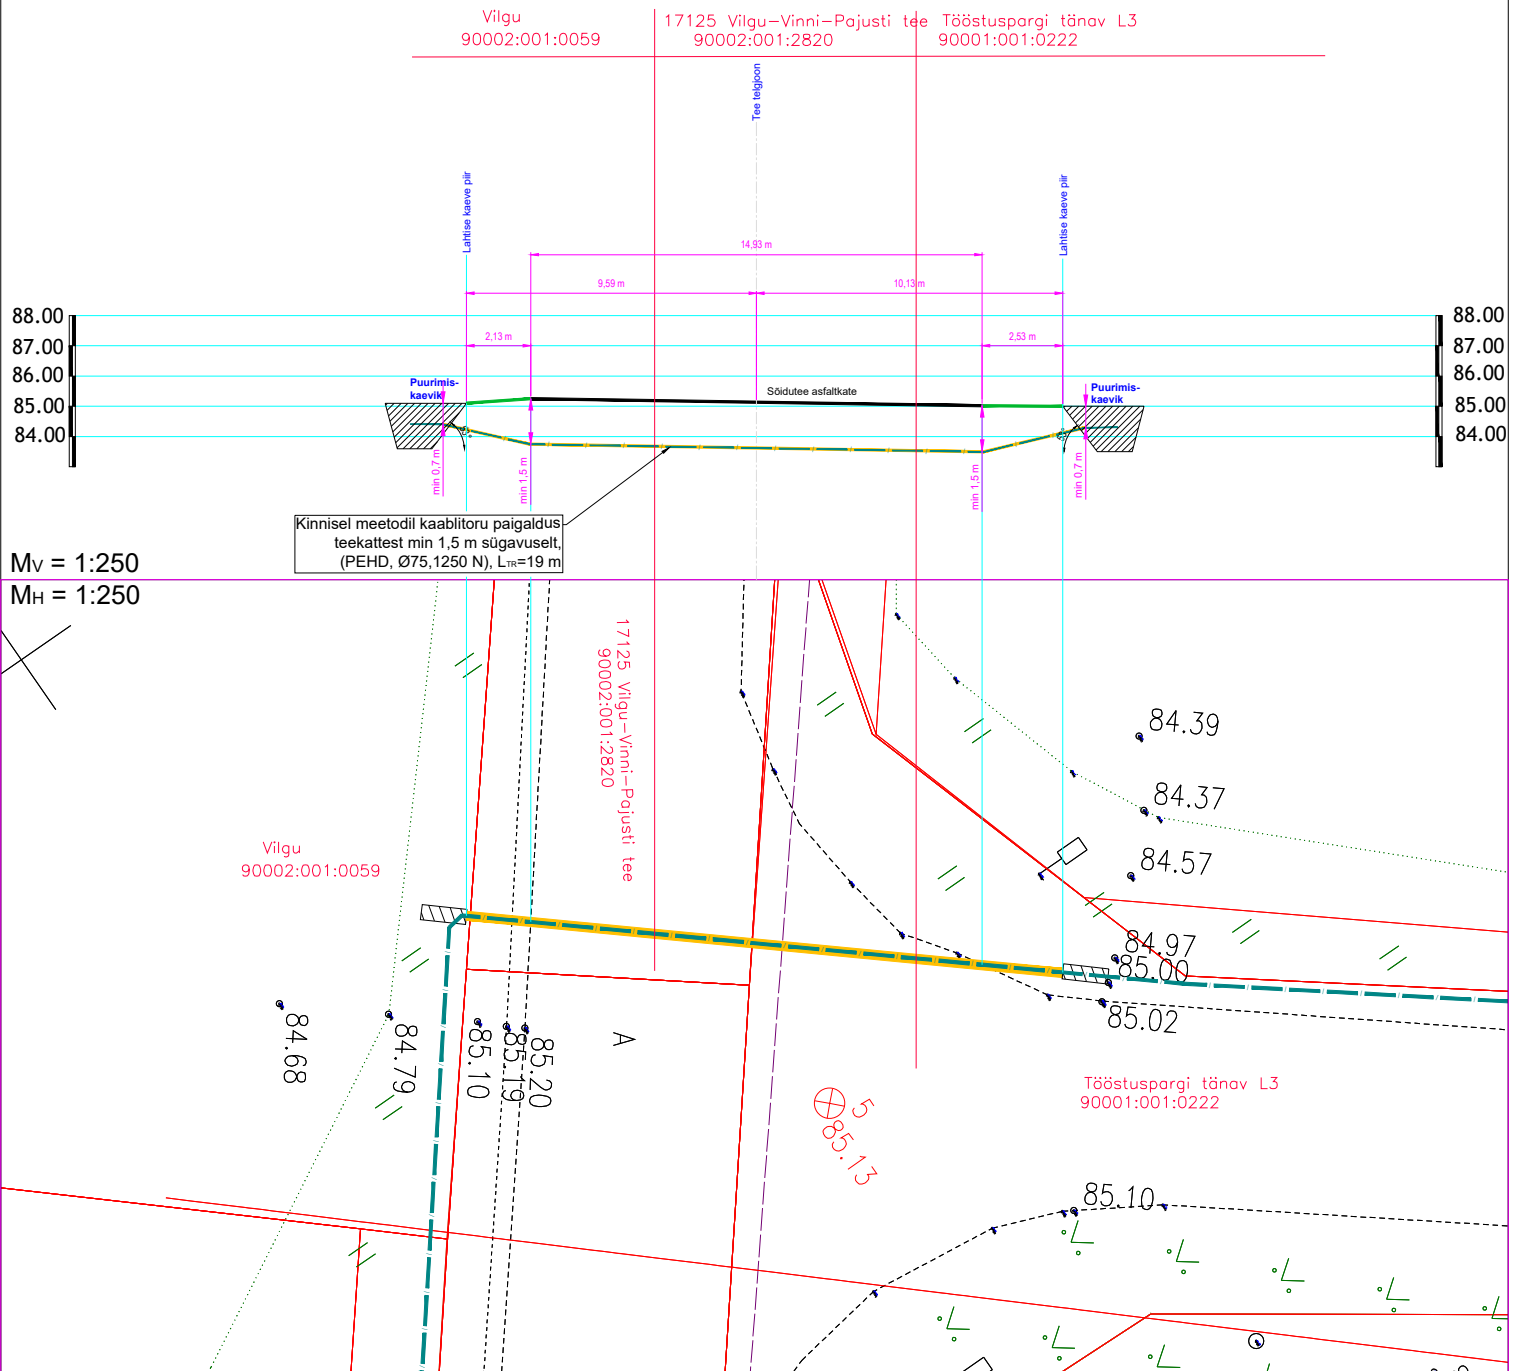 Vilgu
90002:001:0059
17125 Vilgu-Vinni-Pajusti tee
90002:001:2820
Tööstuspargi tänav L3
90001:001:0222
Tee telgjoon
Lahtise kaeve piir
Lahtise kaeve piir
14,93 m
9,59 m
10,13 m
2,13 m
2,53 m
88.00
87.00
86.00
85.00
84.00
88.00
87.00
86.00
85.00
84.00
Puurimis-
kaevik
Sõidutee asfaltkate
Puurimis-
kaevik
min 0,7 m
min 1,5 m
min 1,5 m
min 0,7 m
Kinnisel meetodil kaablitoru paigaldus
teekattest min 1,5 m sügavuselt,
(PEHD, Ø75,1250 N), LTR=19 m
MV = 1:250
MH = 1:250
17125 Vilgu-Vinni-Pajusti tee
90002:001:2820
84.39
84.37
84.57
Vilgu
90002:001:0059
84.97
85.00
85.02
84.68
84.79
85.10
85.19
85.20
A
5
85.13
Tööstuspargi tänav L3
90001:001:0222
85.10